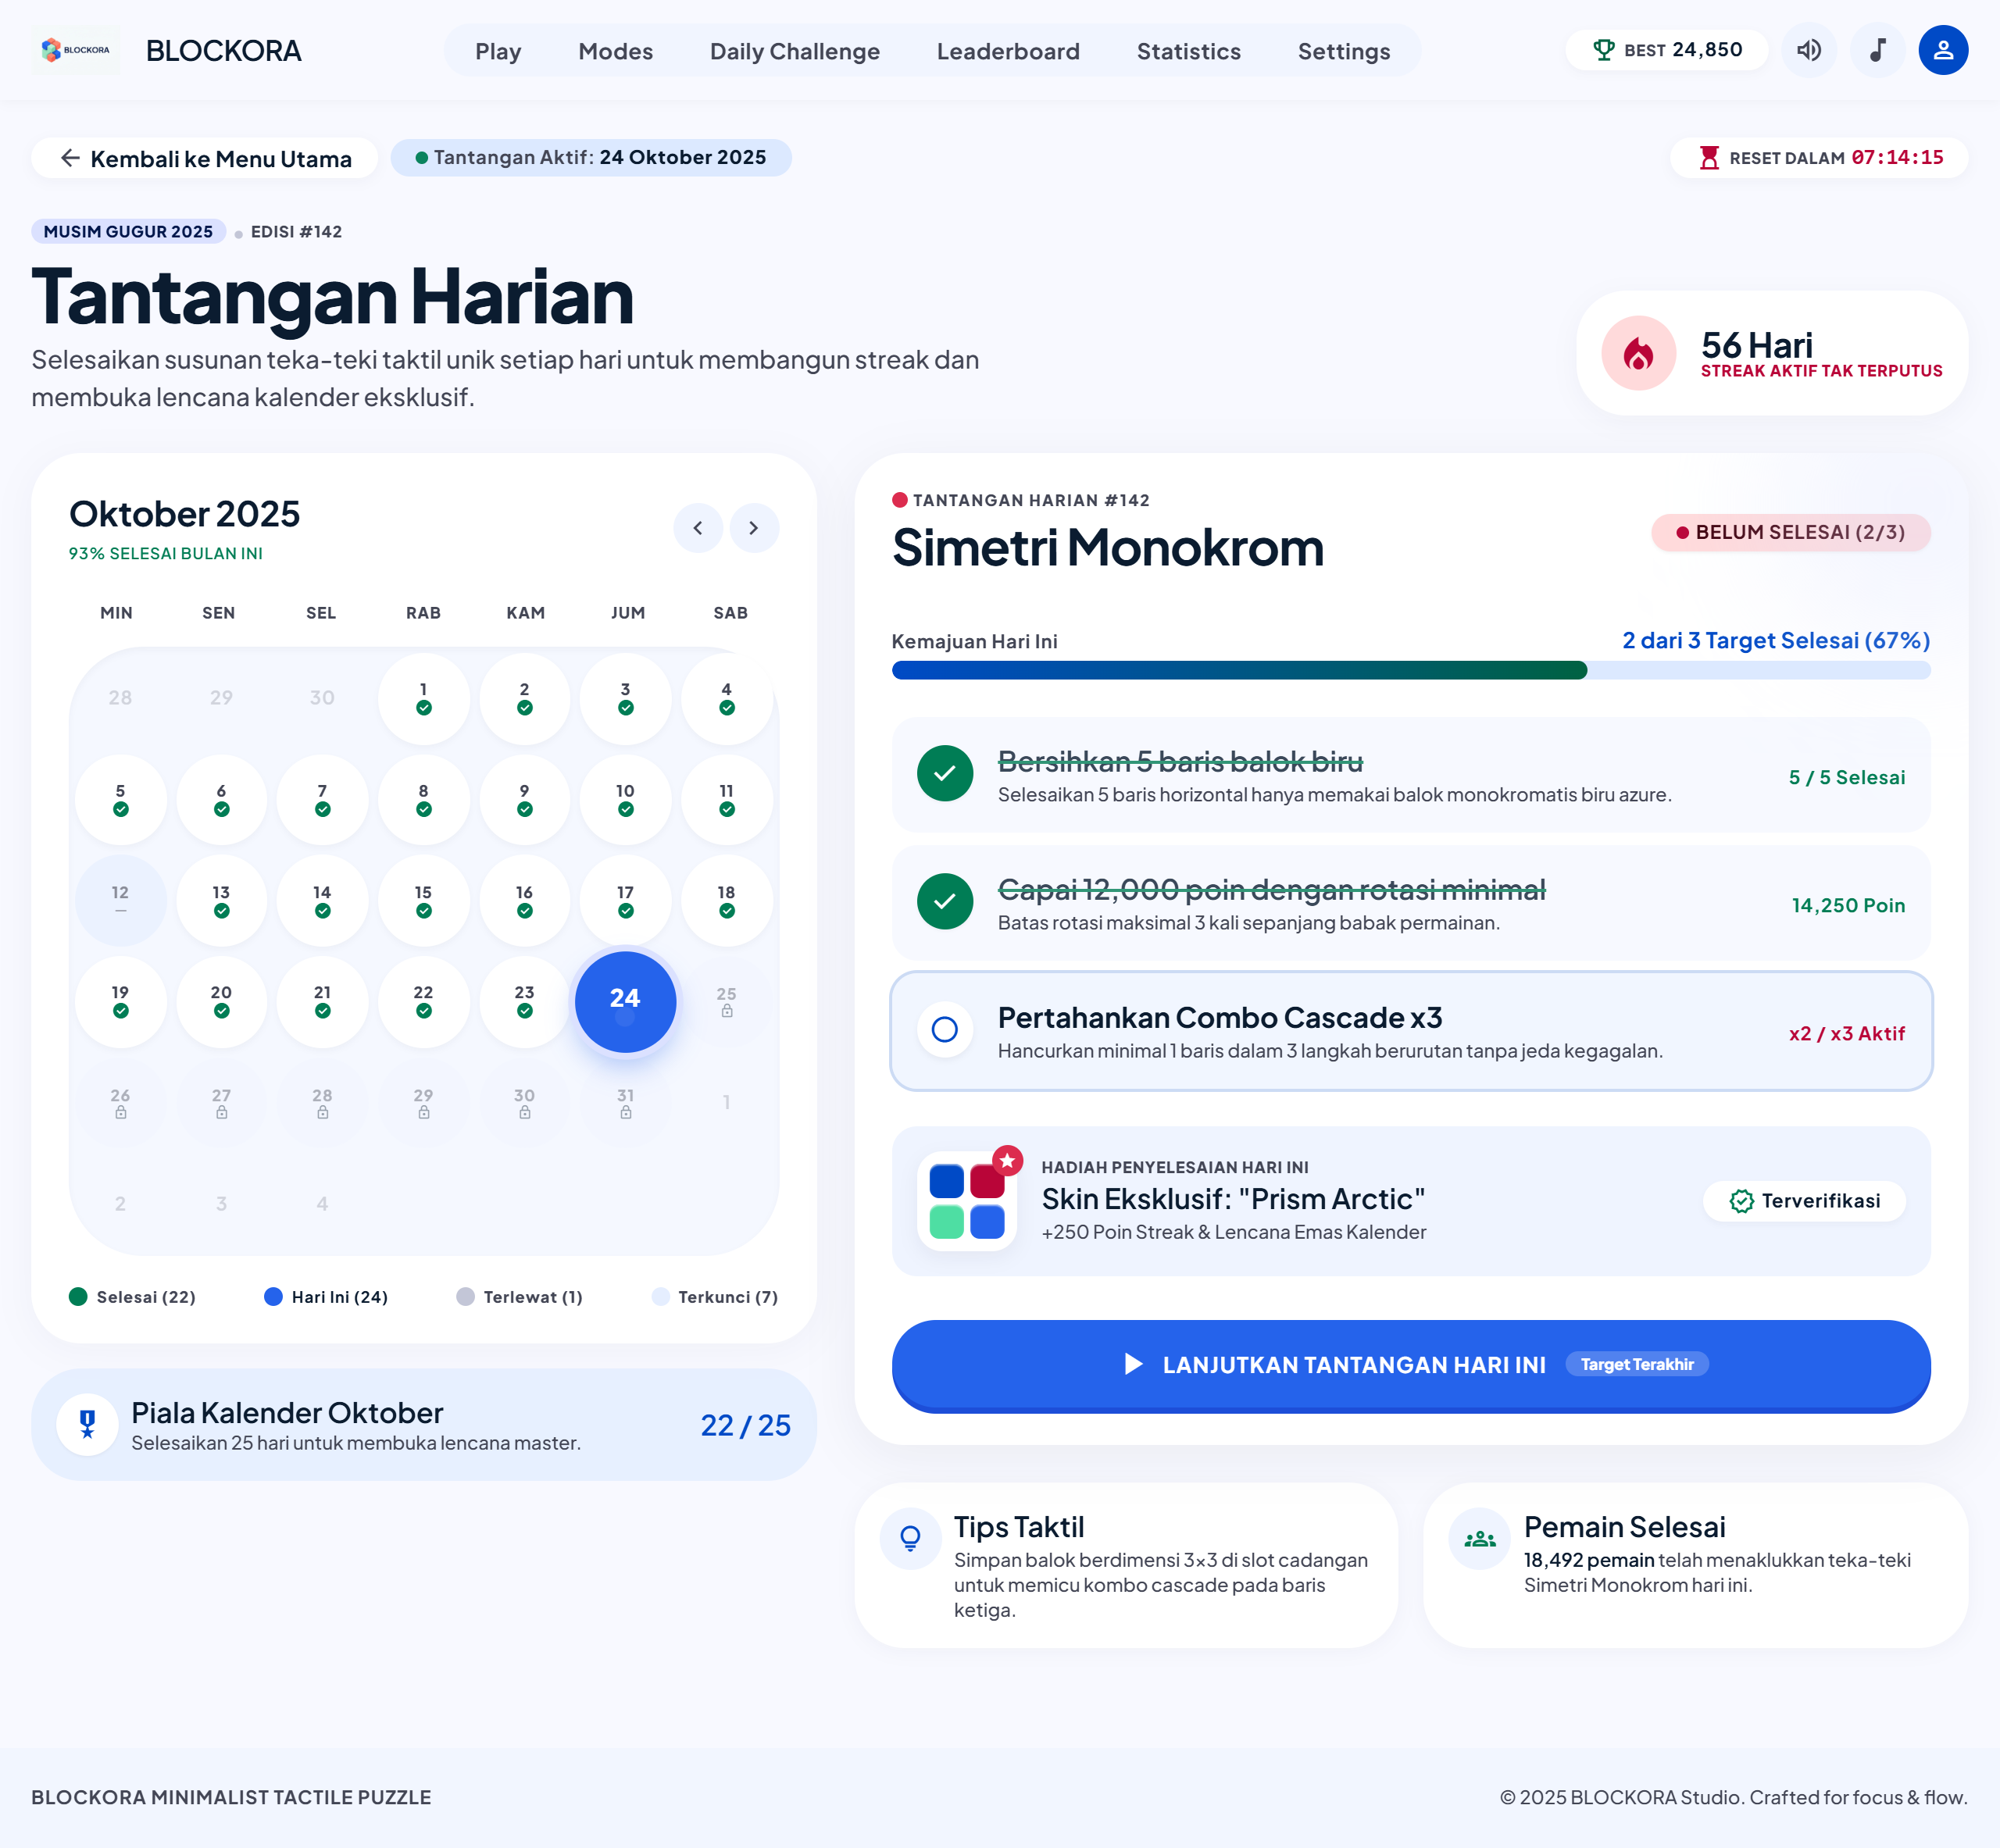 BLOCKORA
BLOCKORA
Play
Modes
Daily Challenge
Leaderboard
Statistics
Settings
BEST 24,850
Kembali ke Menu Utama
Tantangan Aktif: 24 Oktober 2025
RESET DALAM 07:14:15
MUSIM GUGUR 2025
EDISI #142
Tantangan Harian
Selesaikan susunan teka-teki taktil unik setiap hari untuk membangun streak dan
membuka lencana kalender eksklusif.
56 Hari
STREAK AKTIF TAK TERPUTUS
Oktober 2025
93% SELESAI BULAN INI
MIN SEN SEL RAB KAM JUM SAB
28 29 30 1 2 3 4
5 6 7 8 9 10 11
12 13 14 15 16 17 18
19 20 21 22 23 24 25
26 27 28 29 30 31 1
2 3 4
Selesai (22)
Hari Ini (24)
Terlewat (1)
Terkunci (7)
Piala Kalender Oktober
Selesaikan 25 hari untuk membuka lencana master.
22 / 25
TANTANGAN HARIAN #142
Simetri Monokrom
BELUM SELESAI (2/3)
Kemajuan Hari Ini
2 dari 3 Target Selesai (67%)
Bersihkan 5 baris balok biru
Selesaikan 5 baris horizontal hanya memakai balok monokromatis biru azure.
5 / 5 Selesai
Capai 12,000 poin dengan rotasi minimal
Batas rotasi maksimal 3 kali sepanjang babak permainan.
14,250 Poin
Pertahankan Combo Cascade x3
Hancurkan minimal 1 baris dalam 3 langkah berurutan tanpa jeda kegagalan.
x2 / x3 Aktif
HADIAH PENYELESAIAN HARI INI
Skin Eksklusif: "Prism Arctic"
+250 Poin Streak & Lencana Emas Kalender
Terverifikasi
LANJUTKAN TANTANGAN HARI INI
Target Terakhir
Tips Taktil
Simpan balok berdimensi 3×3 di slot cadangan
untuk memicu kombo cascade pada baris
ketiga.
Pemain Selesai
18,492 pemain telah menaklukkan teka-teki
Simetri Monokrom hari ini.
BLOCKORA MINIMALIST TACTILE PUZZLE
© 2025 BLOCKORA Studio. Crafted for focus & flow.